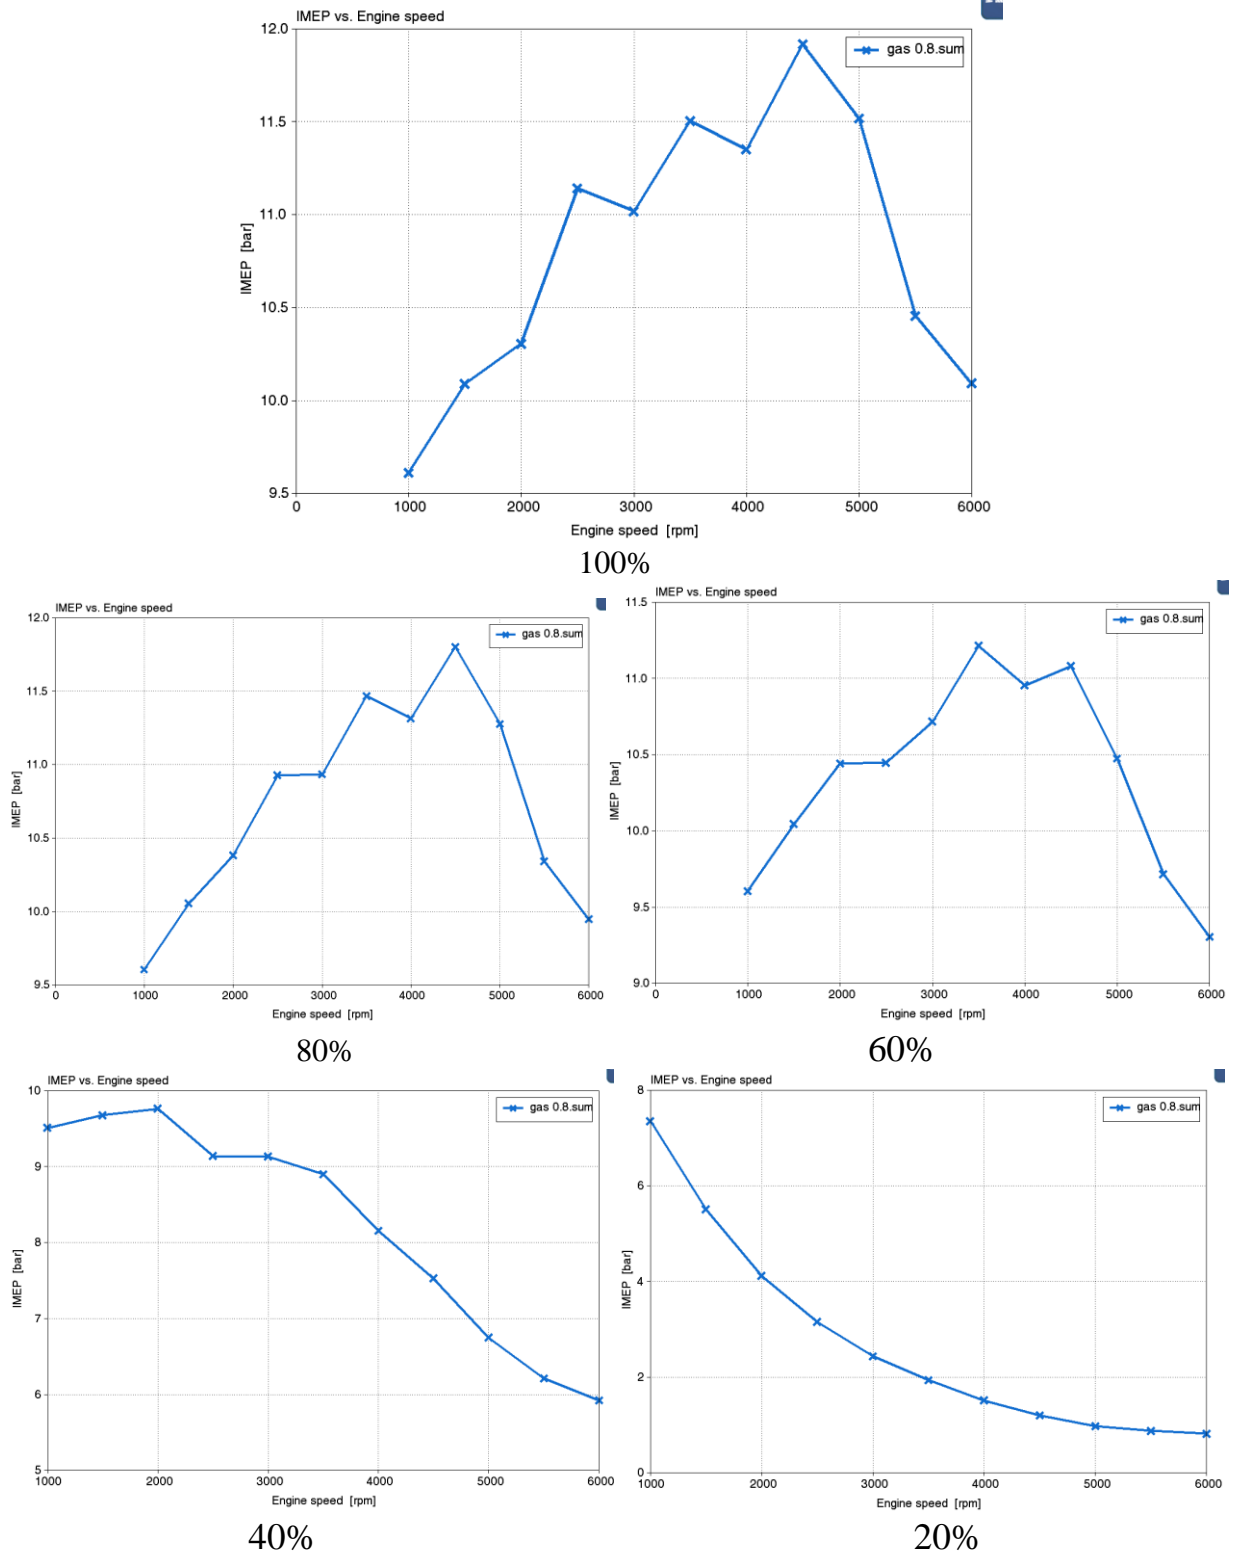 IMEP vs. Engine speed
12.0
gas 0.8.sum
11.5
11.0
IMEP [bar]
10.5
10.0
9.5
0 1000 2000 3000 4000 5000 6000
Engine speed [rpm]
100%
IMEP vs. Engine speed
12.0
gas 0.8.sum
11.5
11.0
IMEP [bar]
10.5
10.0
9.5
0 1000 2000 3000 4000 5000 6000
Engine speed [rpm]
80%
IMEP vs. Engine speed
11.5
gas 0.8.sum
11.0
10.5
IMEP [bar]
10.0
9.5
9.0
0 1000 2000 3000 4000 5000 6000
Engine speed [rpm]
60%
IMEP vs. Engine speed
10
gas 0.8.sum
9
8
IMEP [bar]
7
6
5
1000 2000 3000 4000 5000 6000
Engine speed [rpm]
40%
IMEP vs. Engine speed
8
gas 0.8.sum
6
IMEP [bar]
4
2
0
1000 2000 3000 4000 5000 6000
Engine speed [rpm]
20%